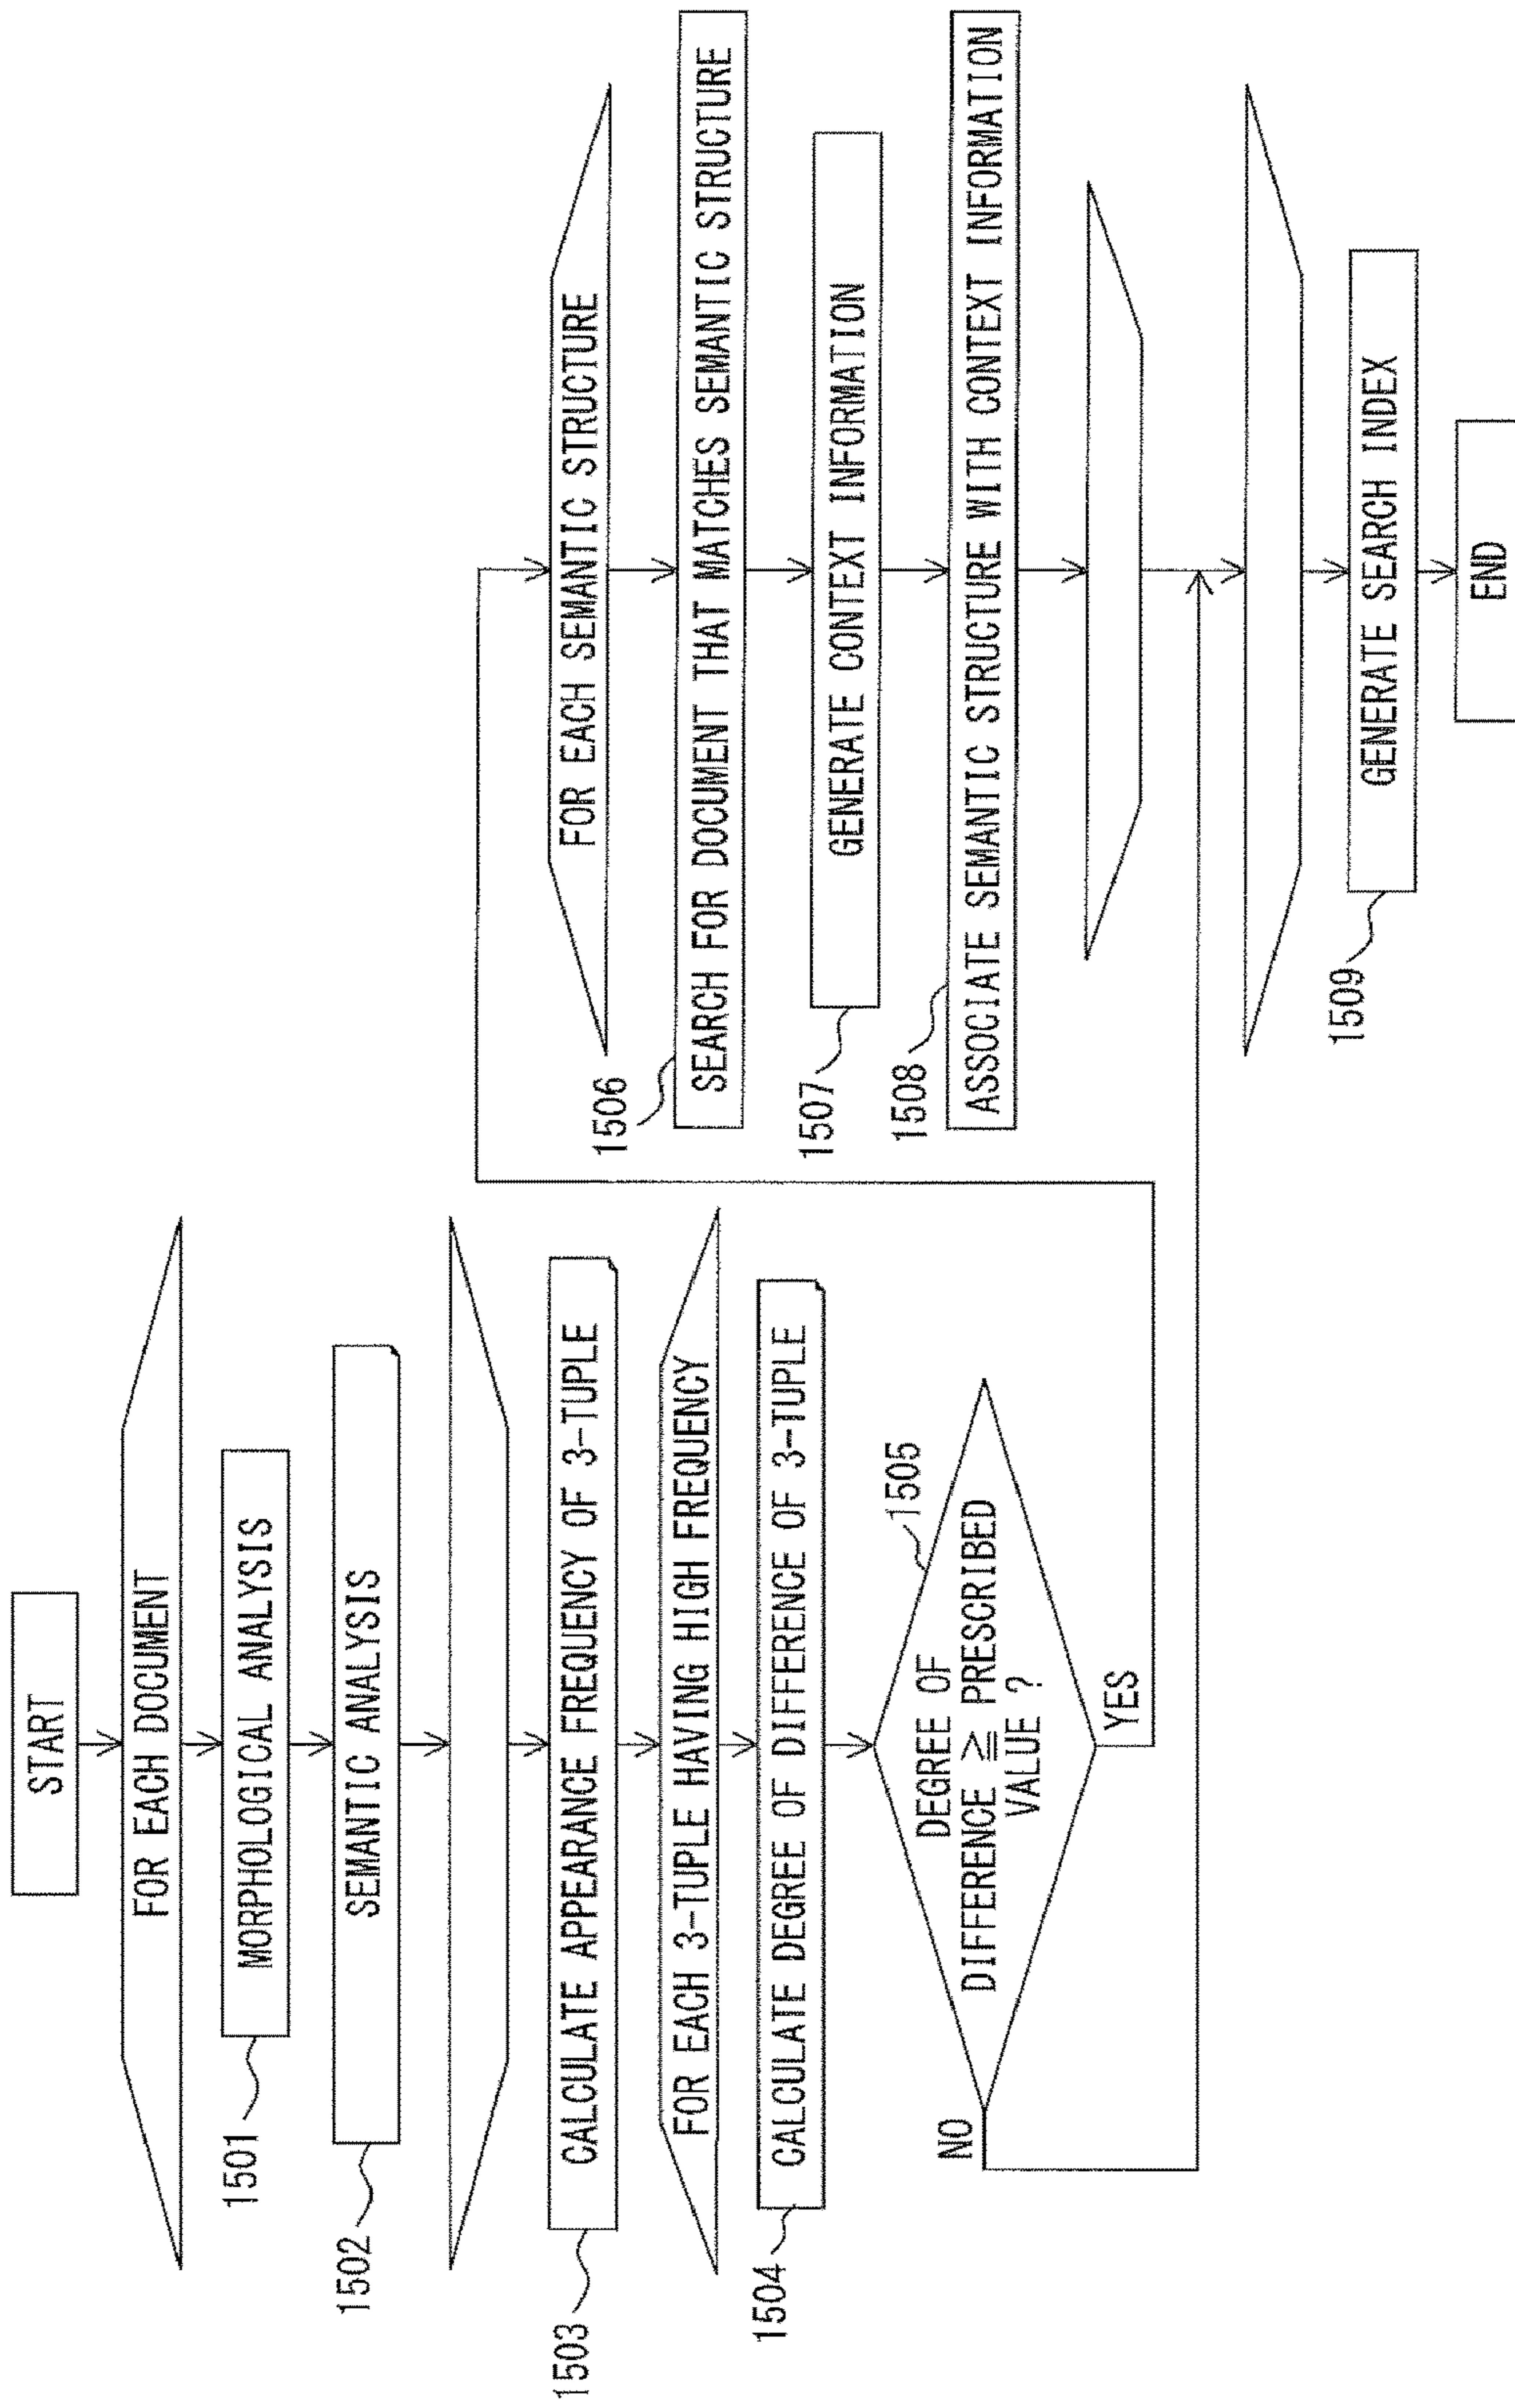 START
FOR EACH DOCUMENT
1501
MORPHOLOGICAL ANALYSIS
1502
SEMANTIC ANALYSIS
1503
CALCULATE APPEARANCE FREQUENCY OF 3-TUPLE
FOR EACH 3-TUPLE HAVING HIGH FREQUENCY
1504
CALCULATE DEGREE OF DIFFERENCE OF 3-TUPLE
1505
DEGREE OF
DIFFERENCE ≧ PRESCRIBED
VALUE ?
NO
YES
FOR EACH SEMANTIC STRUCTURE
1506
SEARCH FOR DOCUMENT THAT MATCHES SEMANTIC STRUCTURE
1507
GENERATE CONTEXT INFORMATION
1508
ASSOCIATE SEMANTIC STRUCTURE WITH CONTEXT INFORMATION
1509
GENERATE SEARCH INDEX
END